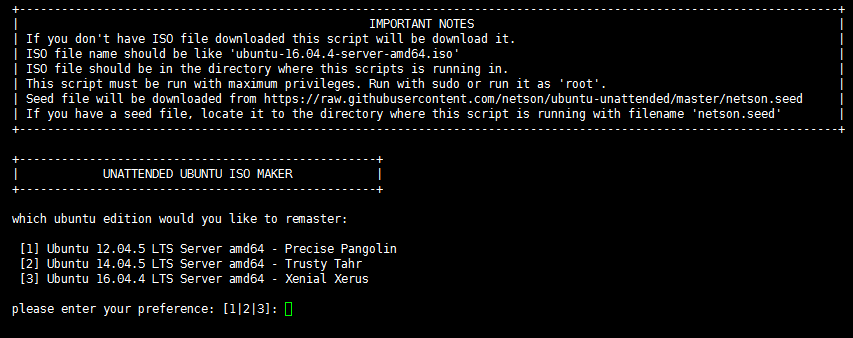 +------------------------------------------------------------------------------------------------------------------+
| IMPORTANT NOTES |
| If you don't have ISO file downloaded this script will be download it. |
| ISO file name should be like 'ubuntu-16.04.4-server-amd64.iso' |
| ISO file should be in the directory where this scripts is running in. |
| This script must be run with maximum privileges. Run with sudo or run it as 'root'. |
| Seed file will be downloaded from https://raw.githubusercontent.com/netson/ubuntu-unattended/master/netson.seed |
| If you have a seed file, locate it to the directory where this script is running with filename 'netson.seed' |
+------------------------------------------------------------------------------------------------------------------+
+---------------------------------------------------+
| UNATTENDED UBUNTU ISO MAKER |
+---------------------------------------------------+
which ubuntu edition would you like to remaster:
[1] Ubuntu 12.04.5 LTS Server amd64 - Precise Pangolin
[2] Ubuntu 14.04.5 LTS Server amd64 - Trusty Tahr
[3] Ubuntu 16.04.4 LTS Server amd64 - Xenial Xerus
please enter your preference: [1|2|3]: